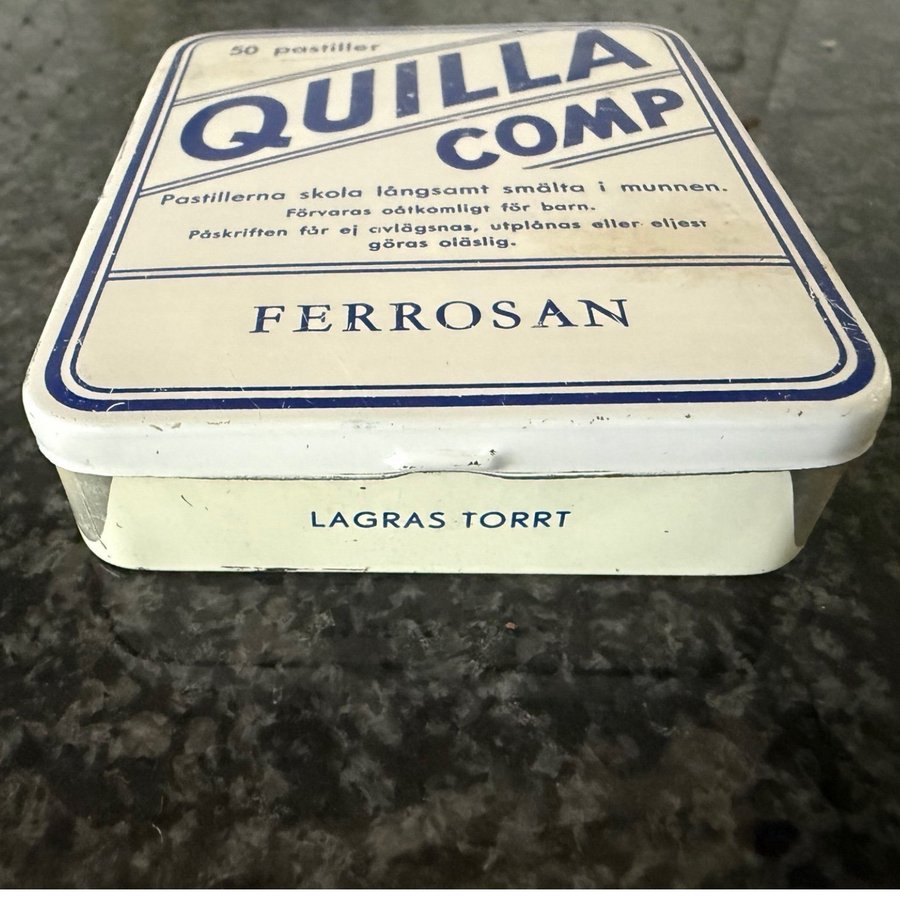 50 pastiller
QUILLA
COMP
Pastillerna skola långsamt smälta i munnen.
Förvaras oåtkomligt för barn.
Påskriften får ej avlägsnas, utplånas eller eljest
göras oläslig.
FERROSAN
LAGRAS TORRT